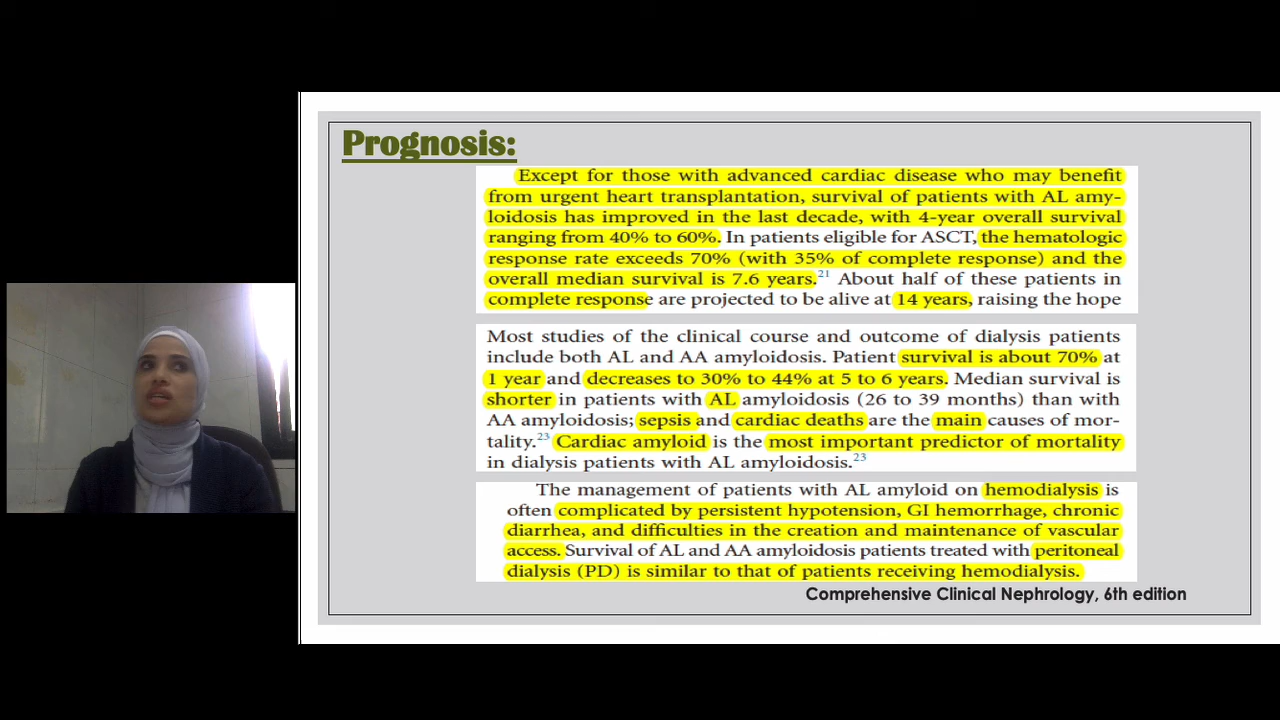 Prognosis:
Except for those with advanced cardiac disease who may benefit
from urgent heart transplantation, survival of patients with AL amy-
loidosis has improved in the last decade, with 4-year overall survival
ranging from 40% to 60%. In patients eligible for ASCT, the hematologic
response rate exceeds 70% (with 35% of complete response) and the
overall median survival is 7.6 years.21 About half of these patients in
complete response are projected to be alive at 14 years, raising the hope
Most studies of the clinical course and outcome of dialysis patients
include both AL and AA amyloidosis. Patient survival is about 70% at
1 year and decreases to 30% to 44% at 5 to 6 years. Median survival is
shorter in patients with AL amyloidosis (26 to 39 months) than with
AA amyloidosis; sepsis and cardiac deaths are the main causes of mor-
tality.23 Cardiac amyloid is the most important predictor of mortality
in dialysis patients with AL amyloidosis.23
The management of patients with AL amyloid on hemodialysis is
often complicated by persistent hypotension, GI hemorrhage, chronic
diarrhea, and difficulties in the creation and maintenance of vascular
access. Survival of AL and AA amyloidosis patients treated with peritoneal
dialysis (PD) is similar to that of patients receiving hemodialysis.
Comprehensive Clinical Nephrology, 6th edition